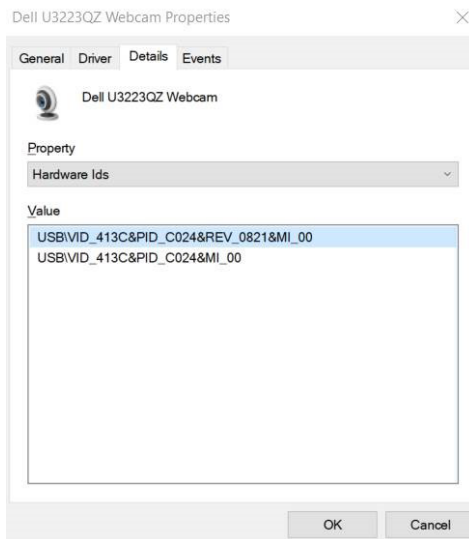 Dell U3223QZ Webcam Properties
General Driver Details Events
Dell U3223QZ Webcam
Property
Hardware Ids
Value
USB\VID_413C&PID_C024&REV_0821&MI_00
USB\VID_413C&PID_C024&MI_00
OK Cancel